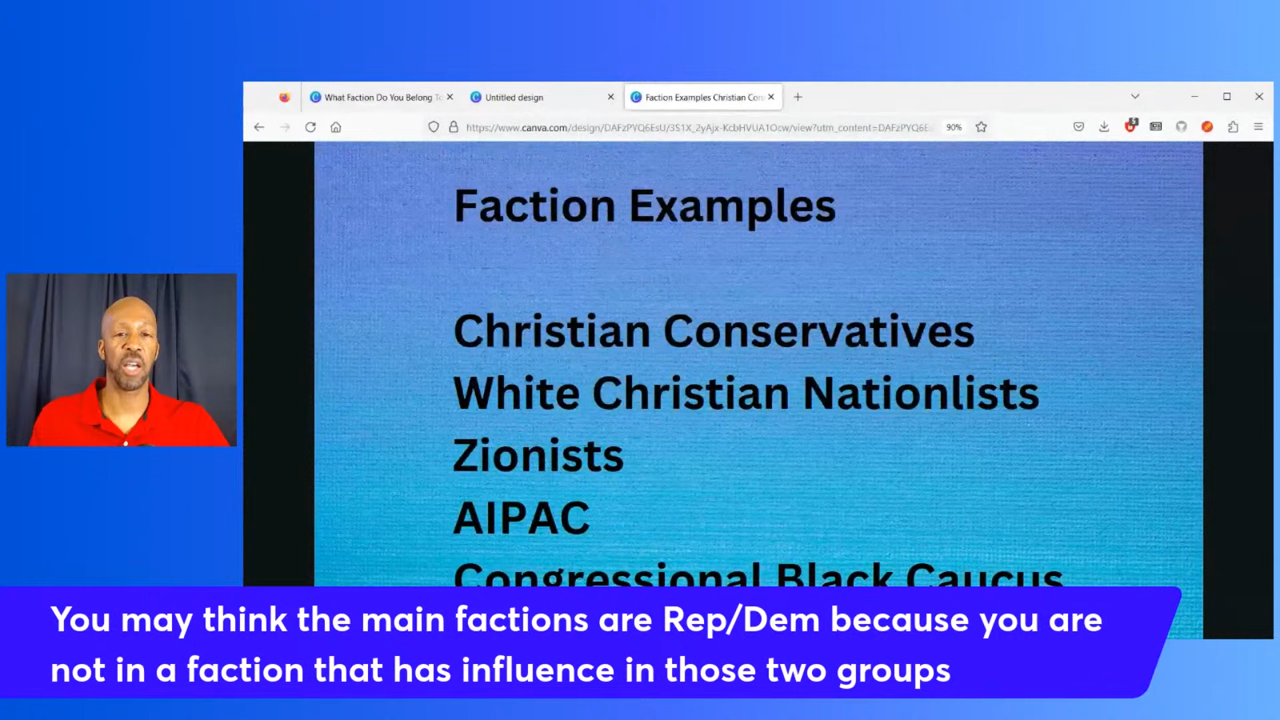 What Faction Do You Belong To
Untitled design
Faction Examples Christian Con
https://www.canva.com/design/DAFzPYQ6EsU/3S1X_2yAjx-KcbHVUA1Ocw/view?utm_content=DAFzPYQ6E
90%
Faction Examples
Christian Conservatives
White Christian Nationlists
Zionists
AIPAC
Congressional Black Caucus
You may think the main factions are Rep/Dem because you are
not in a faction that has influence in those two groups